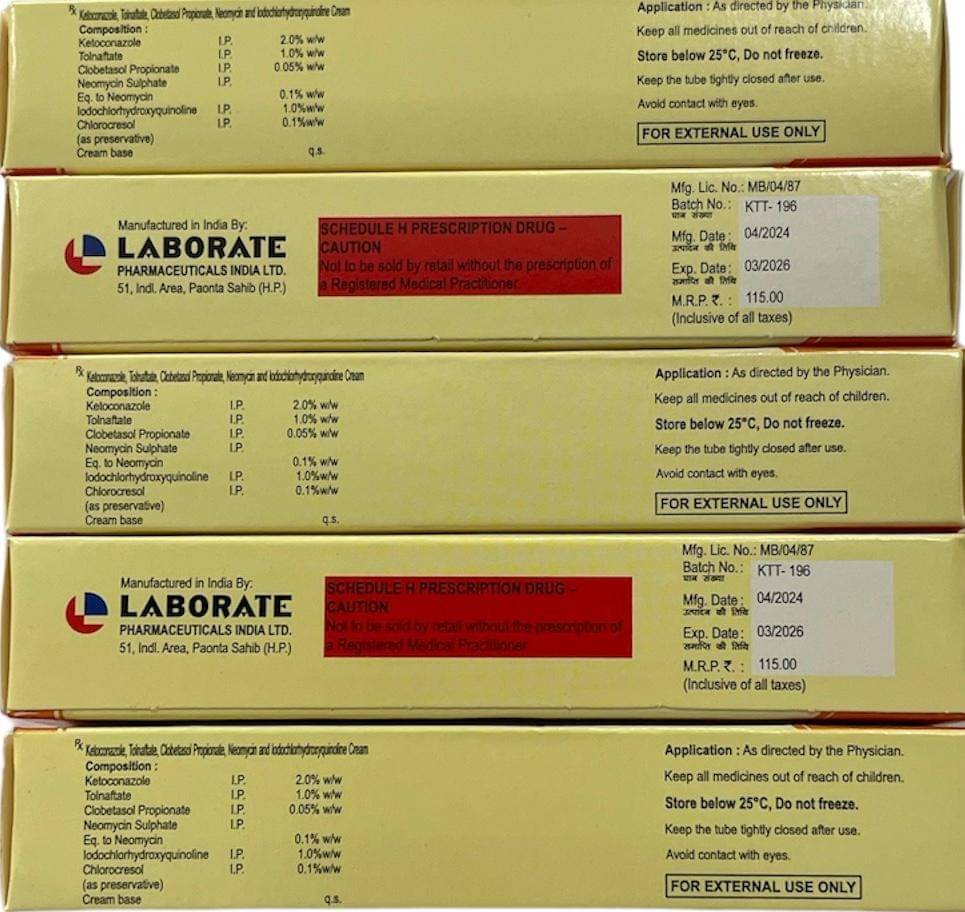 Rx Ketoconazole, Tolnaftate, Clobetasol Propionate, Neomycin and Iodochlorhydroxyquinoline Cream
Composition :
Ketoconazole I.P. 2.0% w/w
Tolnaftate I.P. 1.0% w/w
Clobetasol Propionate I.P. 0.05% w/w
Neomycin Sulphate I.P.
Eq. to Neomycin 0.1% w/w
Iodochlorhydroxyquinoline I.P. 1.0%w/w
Chlorocresol I.P. 0.1%w/w
(as preservative)
Cream base q.s.
Application : As directed by the Physician.
Keep all medicines out of reach of children.
Store below 25°C, Do not freeze.
Keep the tube tightly closed after use.
Avoid contact with eyes.
FOR EXTERNAL USE ONLY
Manufactured in India By:
LABORATE
PHARMACEUTICALS INDIA LTD.
51, Indl. Area, Paonta Sahib (H.P.)
SCHEDULE H PRESCRIPTION DRUG –
CAUTION
Not to be sold by retail without the prescription of
a Registered Medical Practitioner.
Mfg. Lic. No.: MB/04/87
Batch No.: KTT- 196
घान संख्या
Mfg. Date : 04/2024
उत्पादन की तिथि
Exp. Date : 03/2026
समाप्ति की तिथि
M.R.P. ₹. : 115.00
(Inclusive of all taxes)
Rx Ketoconazole, Tolnaftate, Clobetasol Propionate, Neomycin and Iodochlorhydroxyquinoline Cream
Composition :
Ketoconazole I.P. 2.0% w/w
Tolnaftate I.P. 1.0% w/w
Clobetasol Propionate I.P. 0.05% w/w
Neomycin Sulphate I.P.
Eq. to Neomycin 0.1% w/w
Iodochlorhydroxyquinoline I.P. 1.0%w/w
Chlorocresol I.P. 0.1%w/w
(as preservative)
Cream base q.s.
Application : As directed by the Physician.
Keep all medicines out of reach of children.
Store below 25°C, Do not freeze.
Keep the tube tightly closed after use.
Avoid contact with eyes.
FOR EXTERNAL USE ONLY
Manufactured in India By:
LABORATE
PHARMACEUTICALS INDIA LTD.
51, Indl. Area, Paonta Sahib (H.P.)
SCHEDULE H PRESCRIPTION DRUG –
CAUTION
Not to be sold by retail without the prescription of
a Registered Medical Practitioner.
Mfg. Lic. No.: MB/04/87
Batch No.: KTT- 196
घान संख्या
Mfg. Date : 04/2024
उत्पादन की तिथि
Exp. Date : 03/2026
समाप्ति की तिथि
M.R.P. ₹. : 115.00
(Inclusive of all taxes)
Rx Ketoconazole, Tolnaftate, Clobetasol Propionate, Neomycin and Iodochlorhydroxyquinoline Cream
Composition :
Ketoconazole I.P. 2.0% w/w
Tolnaftate I.P. 1.0% w/w
Clobetasol Propionate I.P. 0.05% w/w
Neomycin Sulphate I.P.
Eq. to Neomycin 0.1% w/w
Iodochlorhydroxyquinoline I.P. 1.0%w/w
Chlorocresol I.P. 0.1%w/w
(as preservative)
Cream base q.s.
Application : As directed by the Physician.
Keep all medicines out of reach of children.
Store below 25°C, Do not freeze.
Keep the tube tightly closed after use.
Avoid contact with eyes.
FOR EXTERNAL USE ONLY